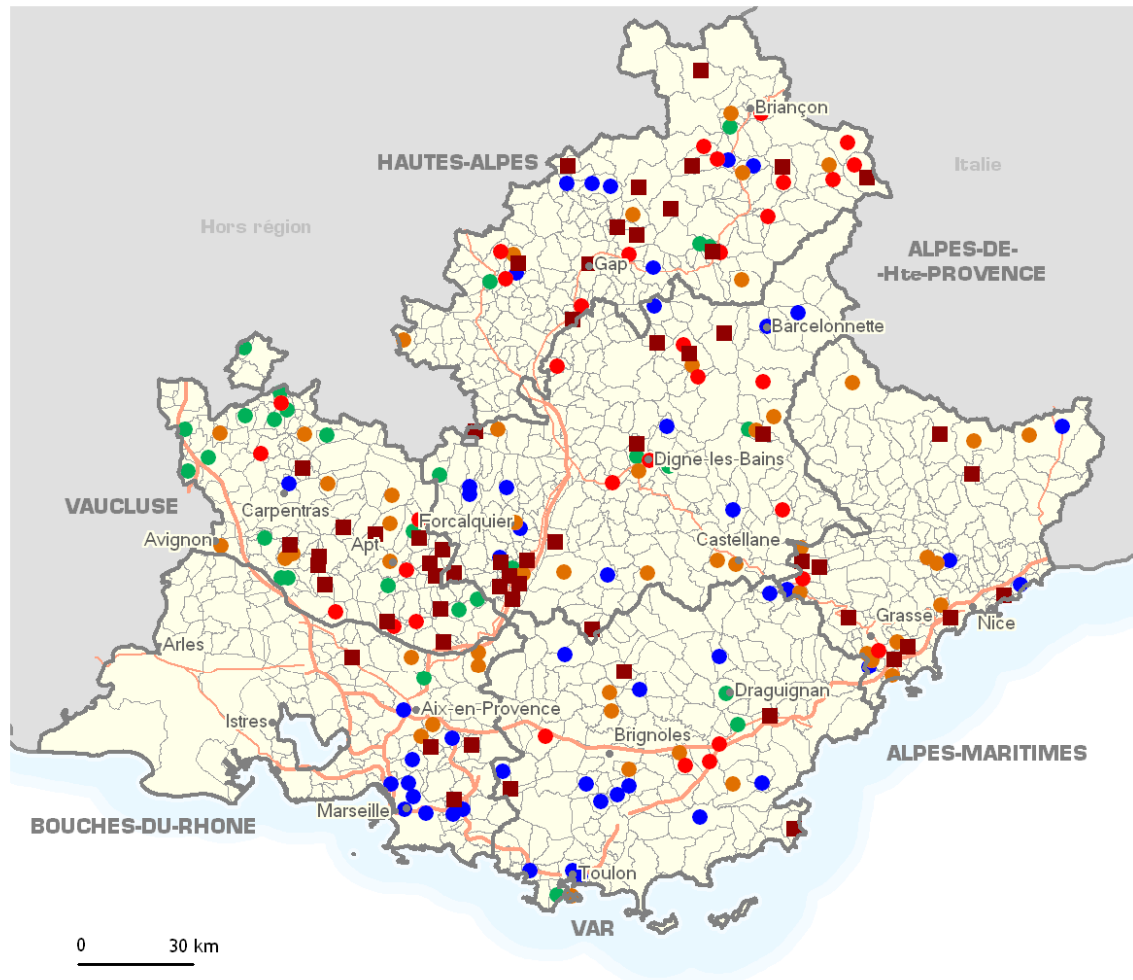 Briançon
HAUTES-ALPES
Italie
Hors région
ALPES-DE-
-Hte-PROVENCE
Gap
Barcelonnette
Digne-les-Bains
VAUCLUSE
Carpentras
Forcalquier
Avignon
Apt
Castellane
Grasse
Nice
Arles
Draguignan
Istres
Aix-en-Provence
Brignoles
ALPES-MARITIMES
Marseille
BOUCHES-DU-RHONE
Toulon
VAR
0 30 km